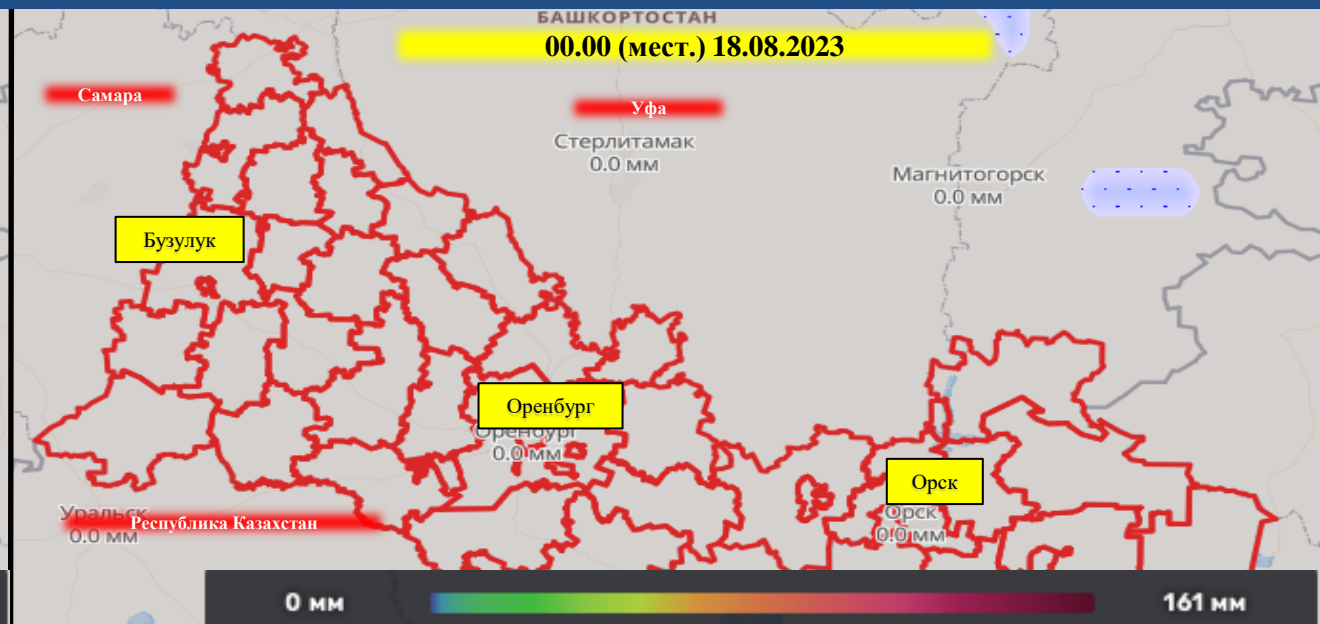 БАШКОРТОСТАН
00.00 (мест.) 18.08.2023
Самара
Уфа
Стерлитамак
0.0 мм
Магнитогорск
0.0 мм
Бузулук
Оренбург
Оренбург
0.0 мм
Орск
Орск
0.0 мм
Уральск
Республика Казахстан
0.0 мм
0 мм
161 мм